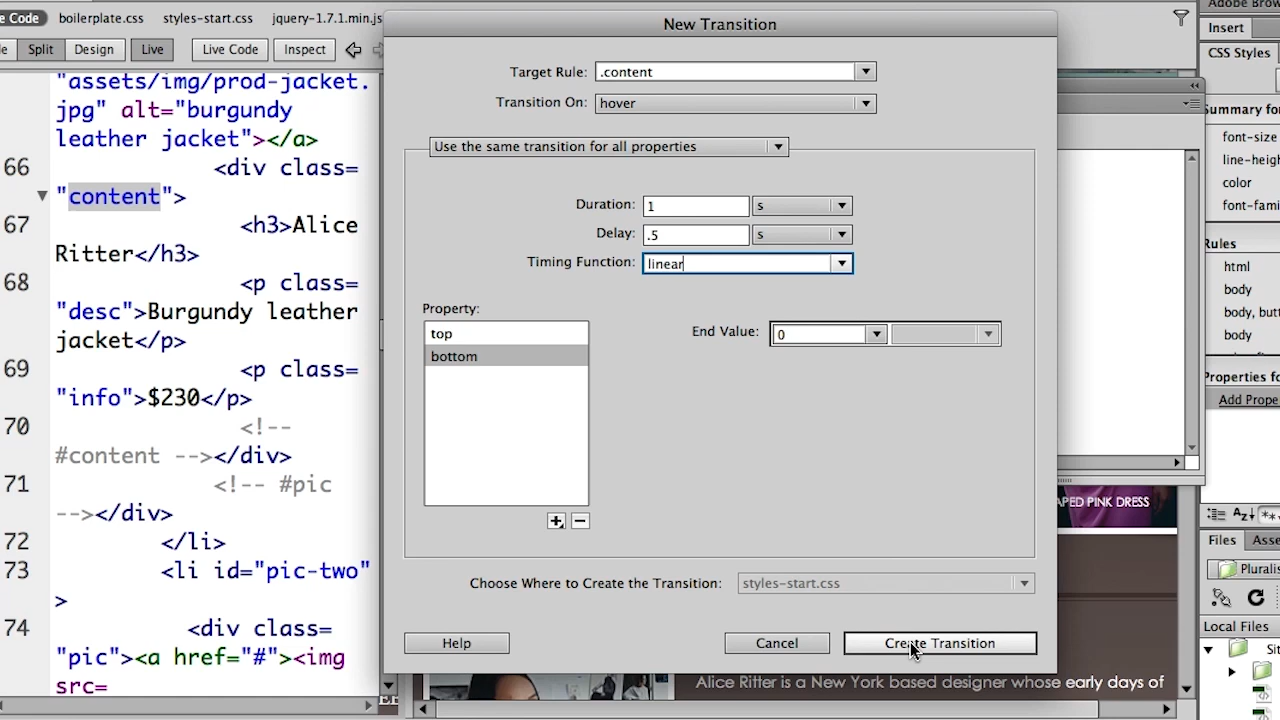 Code boilerplate.css styles-start.css jquery-1.7.1.min.js
Split Design Live Live Code Inspect
"assets/img/prod-jacket.
jpg" alt="burgundy
leather jacket"></a>
66 <div class=
"content">
67 <h3>Alice
Ritter</h3>
68 <p class=
"desc">Burgundy leather
jacket</p>
69 <p class=
"info">$230</p>
70 <!--
#content --></div>
71 <!-- #pic
--></div>
72 </li>
73 <li id="pic-two"
>
74 <div class=
"pic"><a href="#"><img
src=
New Transition
Target Rule: .content
Transition On: hover
Use the same transition for all properties
Duration: 1 s
Delay: .5 s
Timing Function: linear
Property:
top
bottom
End Value: 0
Choose Where to Create the Transition: styles-start.css
Help Cancel Create Transition
APED PINK DRESS
Alice Ritter is a New York based designer whose early days of
Adobe Brow
Insert
CSS Styles
Summary for
font-size
line-heigh
color
font-fami
Rules
html
body
body, but
body
Properties fo
Add Prope
Files Asse
Plurals
Local Files
Sit